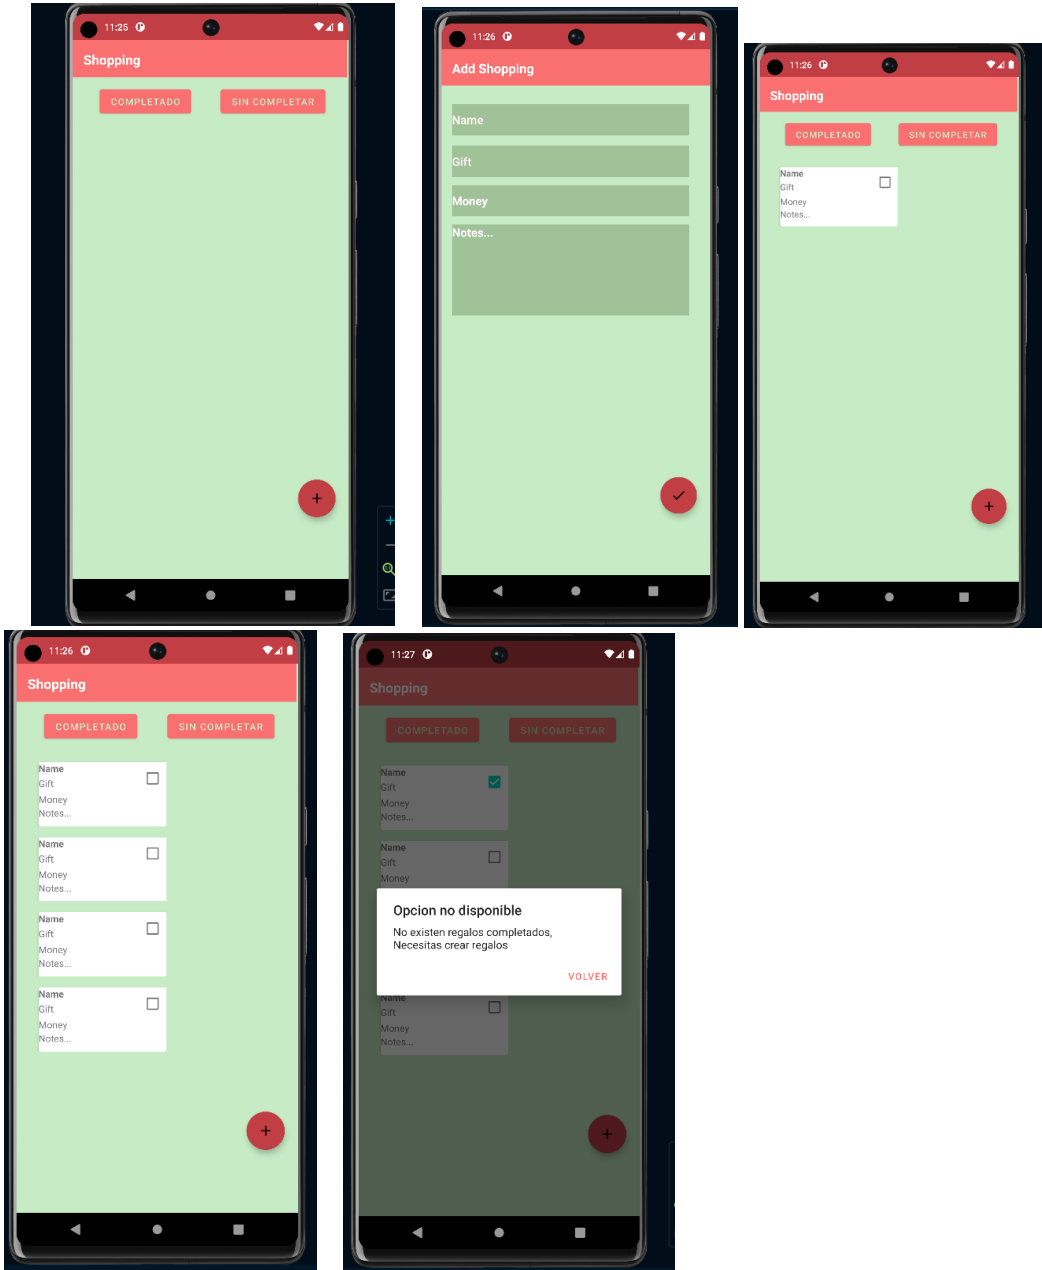 11:25
Shopping
COMPLETADO
SIN COMPLETAR
11:26
Add Shopping
Name
Gift
Money
Notes...
11:26
Shopping
COMPLETADO
SIN COMPLETAR
Name
Gift
Money
Notes...
11:26
Shopping
COMPLETADO
SIN COMPLETAR
Name
Gift
Money
Notes...
Name
Gift
Money
Notes...
Name
Gift
Money
Notes...
Name
Gift
Money
Notes...
11:27
Shopping
COMPLETADO
SIN COMPLETAR
Name
Gift
Money
Notes...
Name
Gift
Money
Opcion no disponible
No existen regalos completados,
Necesitas crear regalos
VOLVER
Name
Gift
Money
Notes...